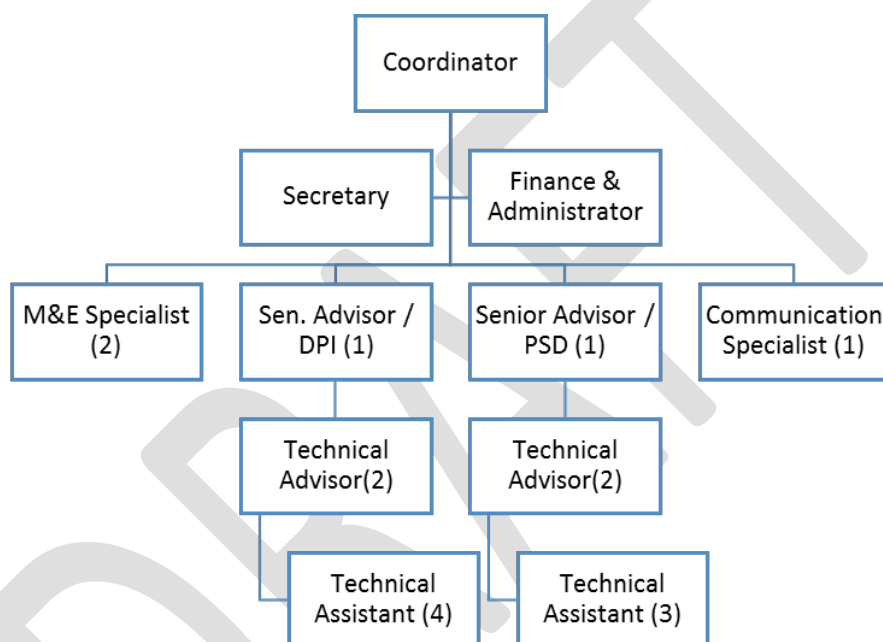 Coordinator
Secretary
Finance &
Administrator
M&E Specialist
(2)
Sen. Advisor /
DPI (1)
Senior Advisor /
PSD (1)
Communication
Specialist (1)
Technical
Advisor(2)
Technical
Advisor(2)
Technical
Assistant (4)
Technical
Assistant (3)
DRAFT